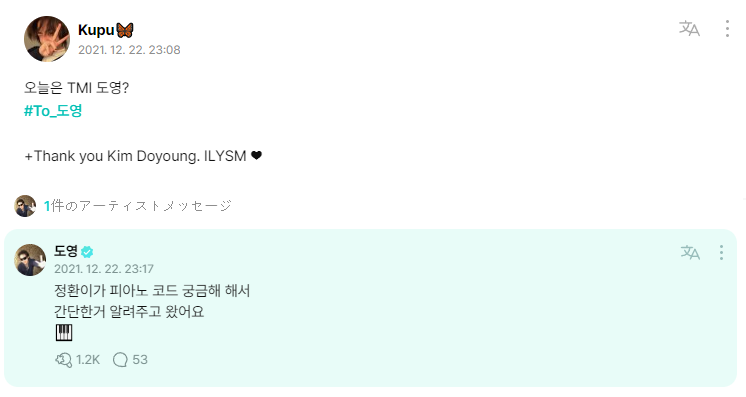 Kupu🦋
2021. 12. 22. 23:08
오늘은 TMI 도영?
#To_도영
+Thank you Kim Doyoung. ILYSM ❤
1件のアーティストメッセージ
도영
2021. 12. 22. 23:17
정환이가 피아노 코드 궁금해 해서
간단한거 알려주고 왔어요
🎹
1.2K 53